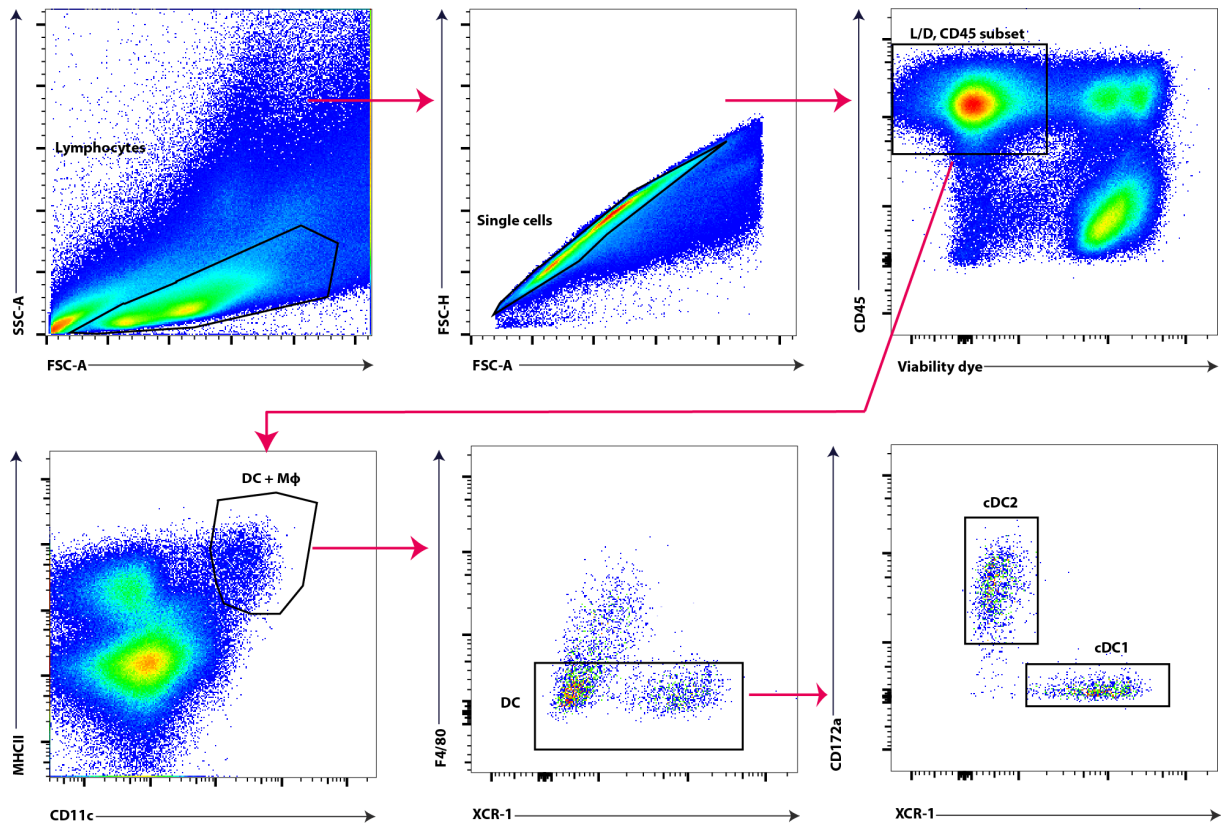 SSC-A
Lymphocytes
FSC-A
FSC-H
Single cells
FSC-A
CD45
L/D, CD45 subset
Viability dye
MHCII
DC + Mϕ
CD11c
F4/80
DC
XCR-1
CD172a
cDC2
cDC1
XCR-1